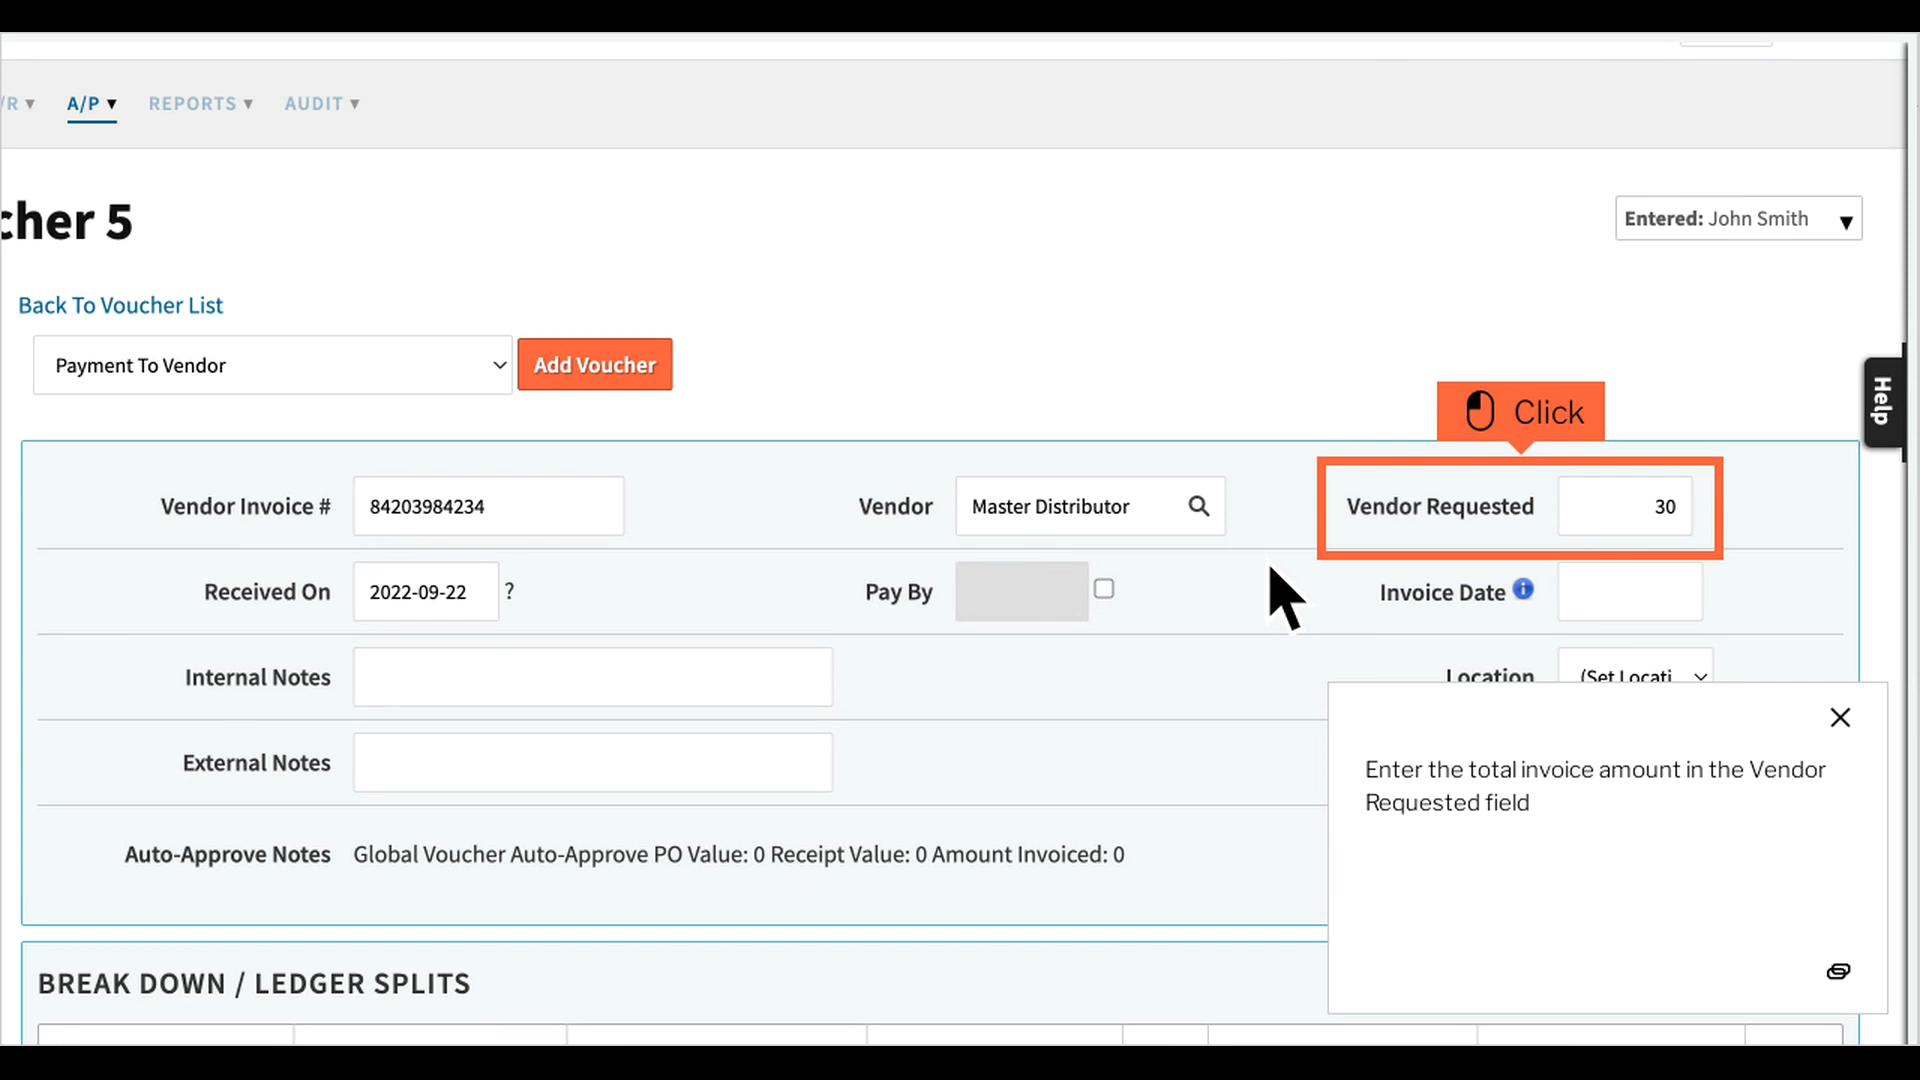 /R ▼ A/P ▼ REPORTS ▼ AUDIT ▼
cher 5
Entered: John Smith ▼
Back To Voucher List
Payment To Vendor
Add Voucher
Click
Help
Vendor Invoice # 84203984234 Vendor Master Distributor Vendor Requested 30
Received On 2022-09-22 ? Pay By Invoice Date
Internal Notes Location (Set Locati
External Notes
Enter the total invoice amount in the Vendor
Requested field
Auto-Approve Notes Global Voucher Auto-Approve PO Value: 0 Receipt Value: 0 Amount Invoiced: 0
BREAK DOWN / LEDGER SPLITS